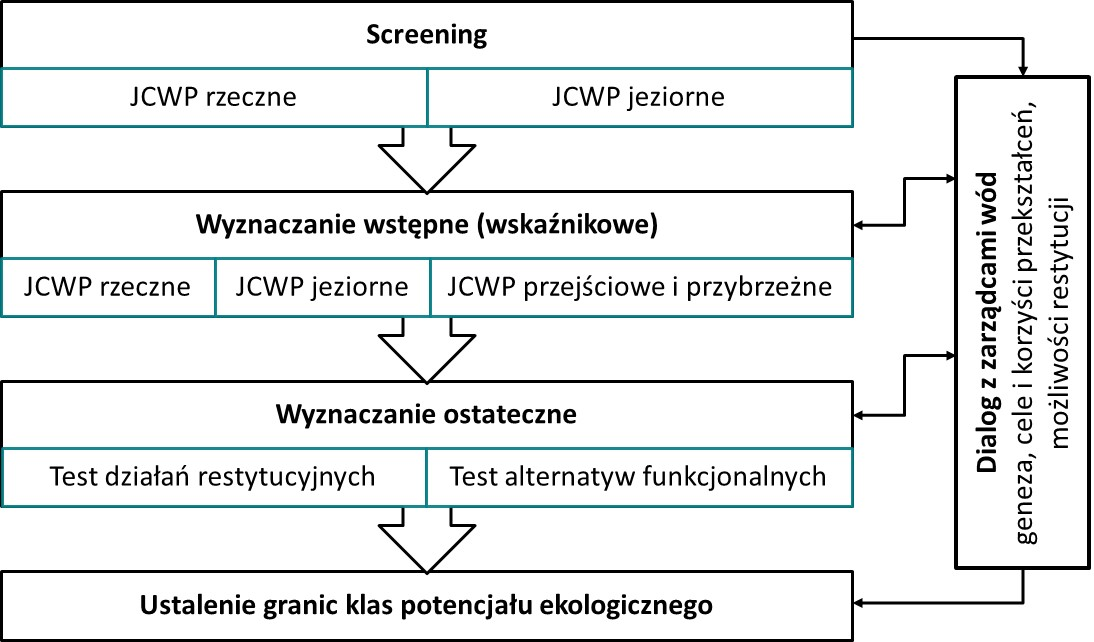 Screening
JCWP rzeczne
JCWP jeziorne
Wyznaczanie wstępne (wskaźnikowe)
JCWP rzeczne
JCWP jeziorne
JCWP przejściowe i przybrzeżne
Wyznaczanie ostateczne
Test działań restytucyjnych
Test alternatyw funkcjonalnych
Ustalenie granic klas potencjału ekologicznego
Dialog z zarządcami wód
geneza, cele i korzyści przekształceń,
możliwości restytucji